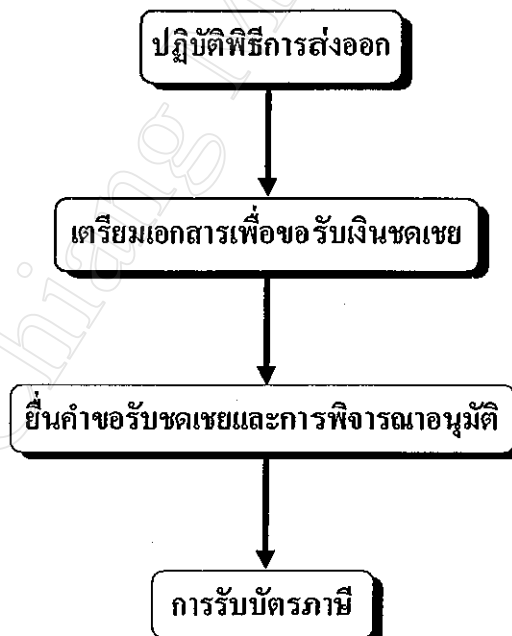 ปฏิบัติพิธีการส่งออก
เตรียมเอกสารเพื่อขอรับเงินชดเชย
ยื่นคำขอรับชดเชยและการพิจารณาอนุมัติ
การรับบัตรภาษี